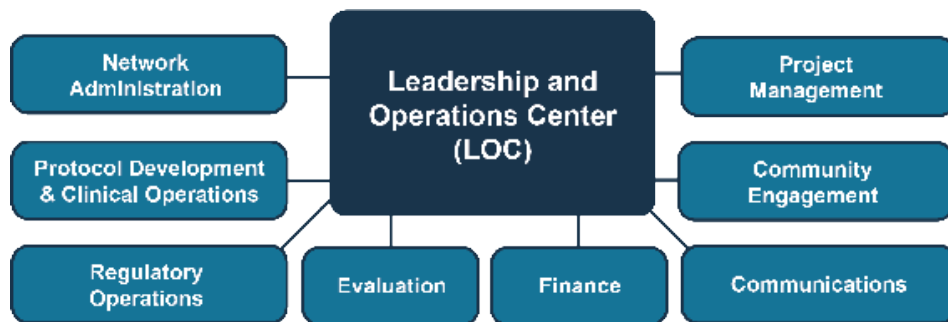 Network
Administration
Leadership and
Operations Center
(LOC)
Project
Management
Protocol Development
& Clinical Operations
Community
Engagement
Regulatory
Operations
Evaluation
Finance
Communications